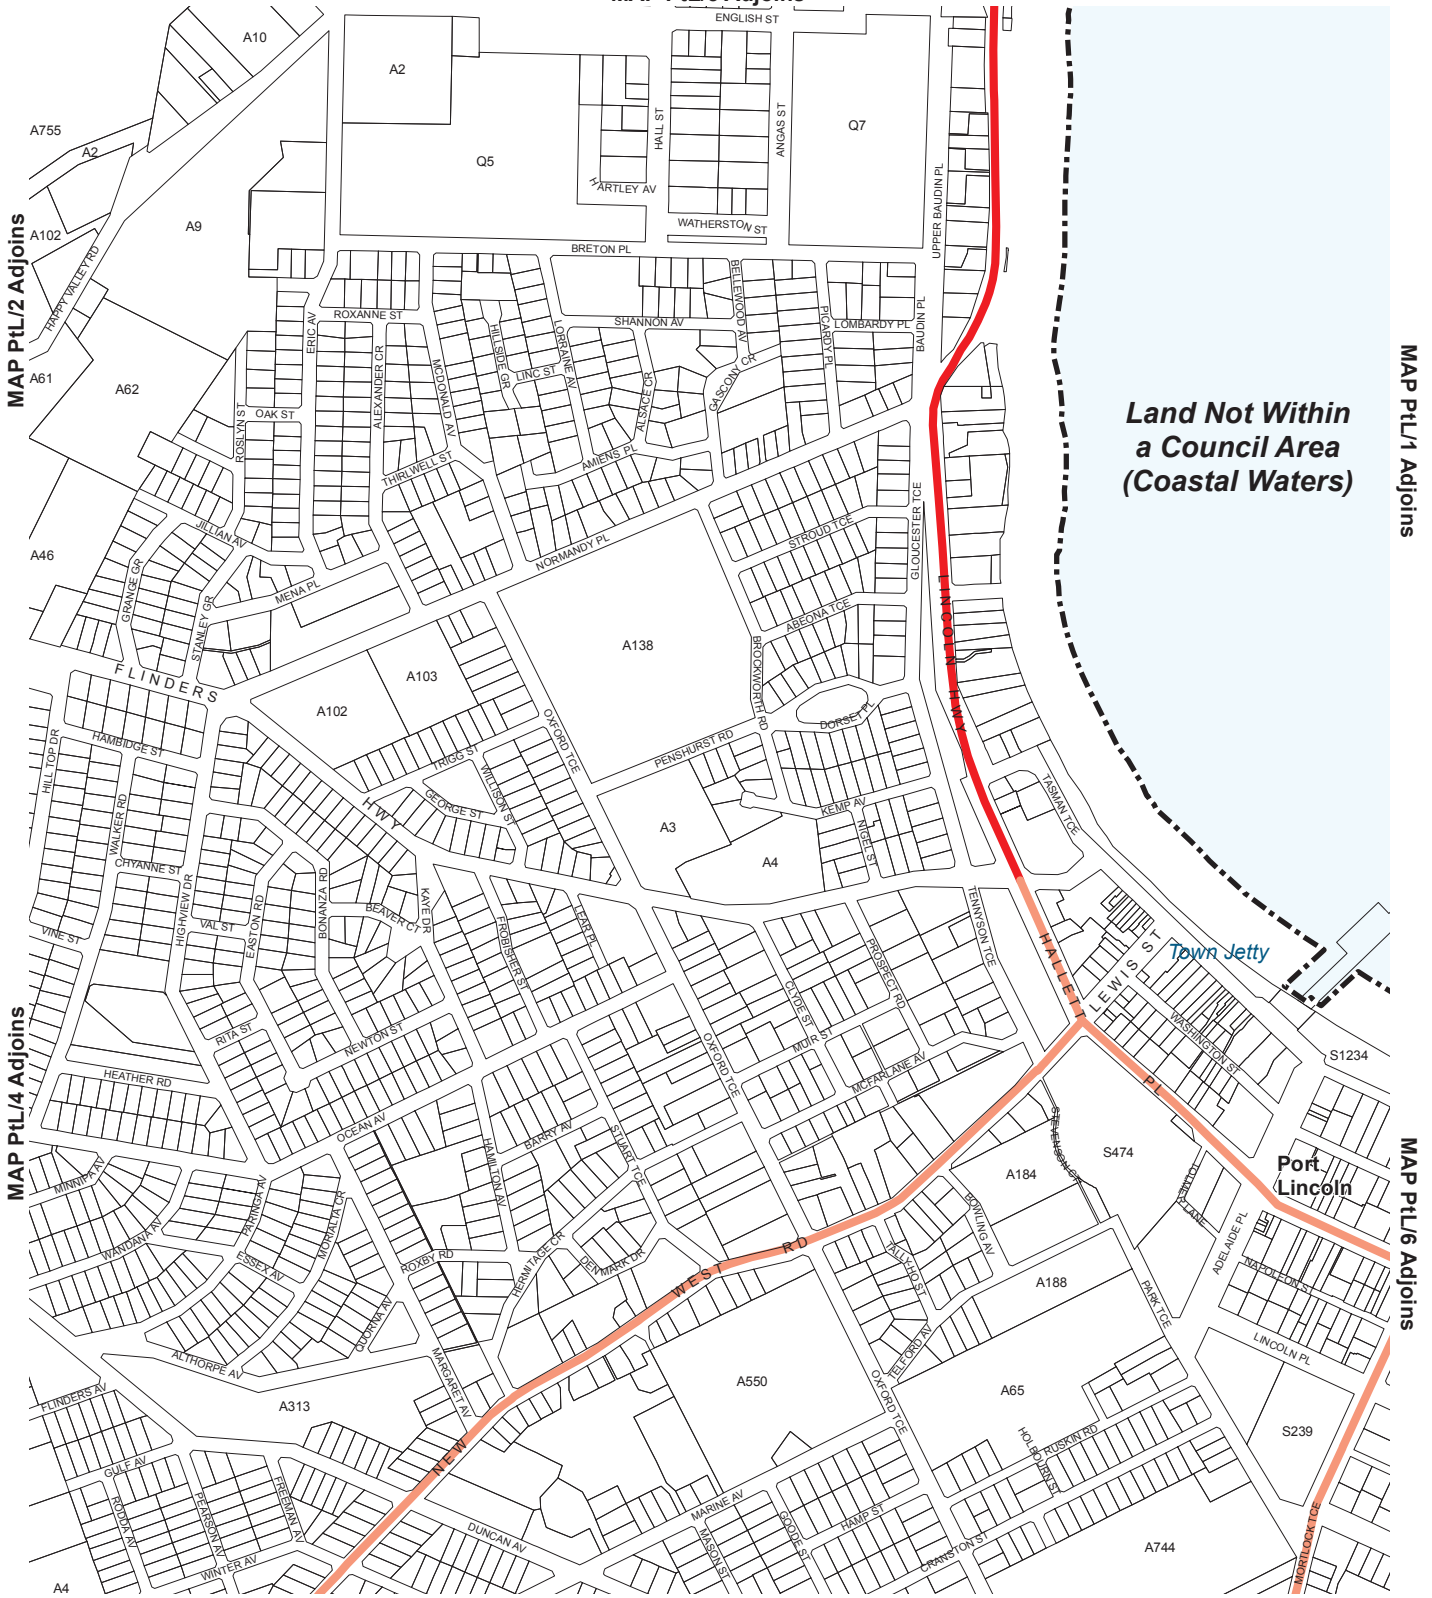 ENGLISH ST
A10
A2
Q7
A755
A2
Q5
HALL ST
ANGAS ST
HARTLEY AV
UPPER BAUDIN PL
A9
WATHERSTON ST
A102
BRETON PL
HAPPY VALLEY RD
MAP PtL/2 Adjoins
BELLEWOOD AV
ROXANNE ST
ERIC AV
SHANNON AV
PICARDY PL
LOMBARDY PL
BAUDIN PL
HILLSIDE GR
LORRAINE AV
ALEXANDER CR
MCDONALD AV
LINC ST
GASCONY CR
ALSACE CR
A61
A62
MAP PtL/1 Adjoins
Land Not Within
a Council Area
(Coastal Waters)
OAK ST
ROSLYN ST
THIRLWELL ST
AMIENS PL
GLOUCESTER TCE
JILLIAN AV
A46
NORMANDY PL
STROUD TCE
GRANGE GR
MENA PL
STANLEY GR
ABEONA TCE
LINCOLN HWY
A138
BROCKWORTH RD
FLINDERS
A103
A102
DORSET PL
OXFORD TCE
PENSHURST RD
HAMBIDGE ST
HILL TOP DR
TRIGG ST
WILLISON ST
GEORGE ST
TASMAN TCE
HWY
KEMP AV
WALKER RD
A3
NIGEL ST
A4
CHYANNE ST
HIGHVIEW DR
EASTON RD
BONANZA RD
KAYE DR
BEAVER CT
VAL ST
FROBISHER ST
LEAR PL
TENNYSON TCE
PROSPECT RD
HALLETT
LEWIS ST
Town Jetty
VINE ST
CLYDE ST
MUIR ST
WASHINGTON ST
RITA ST
NEWTON ST
OXFORD TCE
MCFARLANE AV
S1234
HEATHER RD
MAP PtL/4 Adjoins
PL
OCEAN AV
STEVENSON CT
BARRY AV
STUART TCE
HAMILTON AV
S474
A184
MINNIPA AV
Port
Lincoln
TOLMER LANE
MAP PtL/6 Adjoins
PARINGA AV
MORIALTA CR
BOWLING AV
ADELAIDE PL
WANDANA AV
HERMITAGE CR
DENMARK DR
WEST RD
ROXBY RD
ESSEX AV
TALLYHO ST
A188
NAPOLEON S
PARK TCE
QUORNA AV
TELFORD AV
LINCOLN PL
ALTHORPE AV
MARGARET AV
A550
OXFORD TCE
A65
FLINDERS AV
A313
S239
NEW
HOLBOURN ST
RUSKIN RD
GULF AV
RODDA AV
PEARSON AV
FREEMAN AV
MARINE AV
GOODE ST
HAMP ST
MASON ST
DUNCAN AV
CRANSTON ST
A744
WINTER AV
MORTLOCK TCE
A4